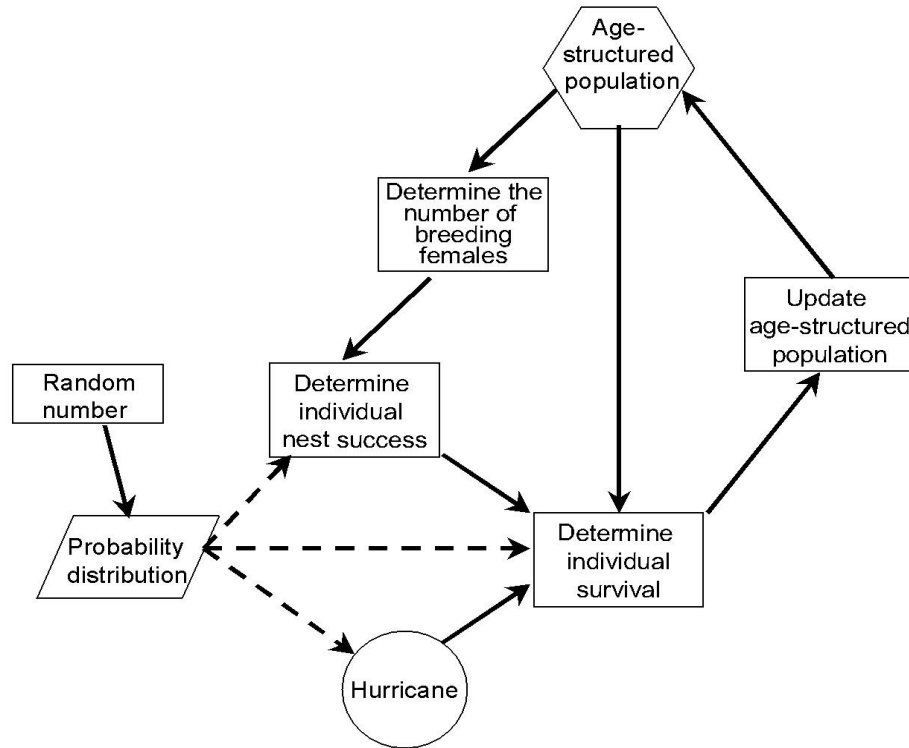 Age-
structured
population
Determine the
number of
breeding
females
Update
age-structured
population
Random
number
Determine
individual
nest success
Probability
distribution
Determine
individual
survival
Hurricane